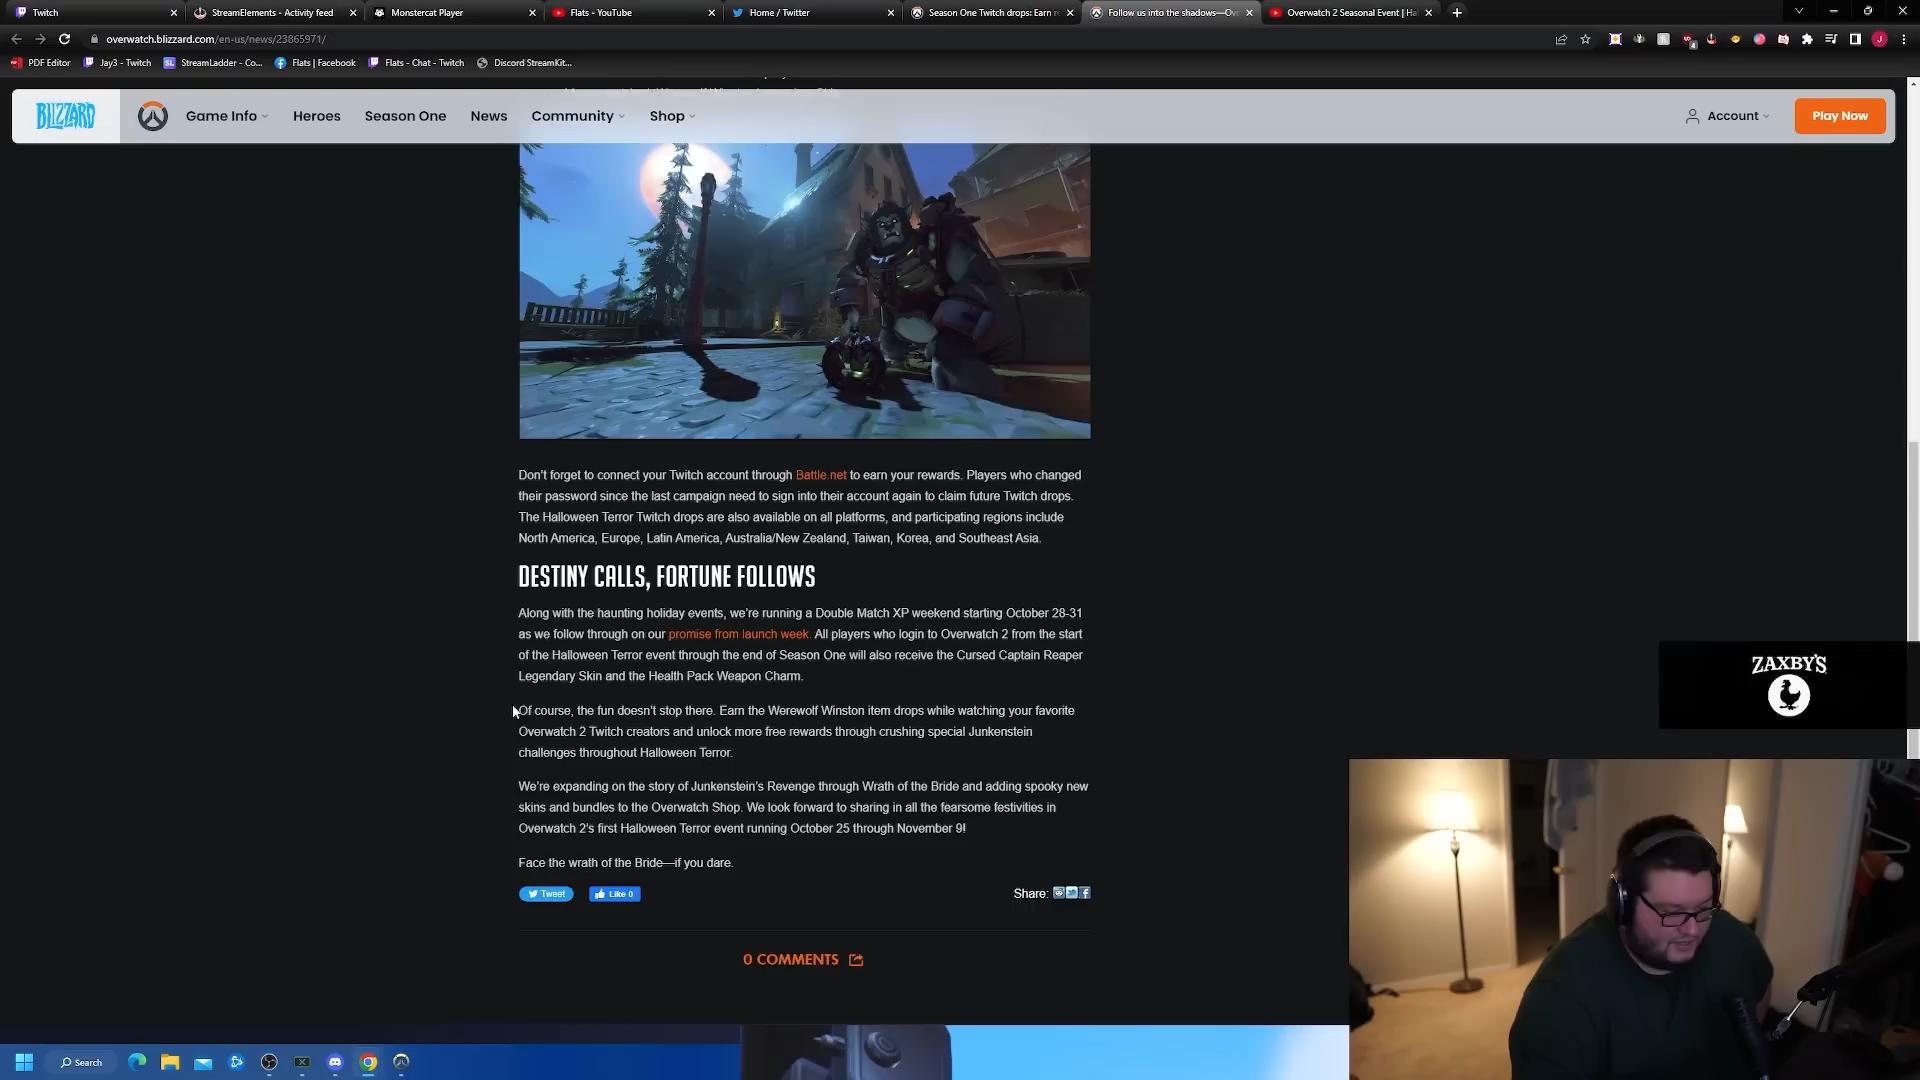 Twitch
StreamElements - Activity feed
Monstercat Player
Flats - YouTube
Home / Twitter
Season One Twitch drops: Earn r
Follow us into the shadows—Ov
Overwatch 2 Seasonal Event | Ha
overwatch.blizzard.com/en-us/news/23865971/
PDF Editor
Jay3 - Twitch
StreamLadder - Co...
Flats | Facebook
Flats - Chat - Twitch
Discord StreamKit...
BLIZZARD
Game Info
Heroes
Season One
News
Community
Shop
Account
Play Now
Don't forget to connect your Twitch account through Battle.net to earn your rewards. Players who changed
their password since the last campaign need to sign into their account again to claim future Twitch drops.
The Halloween Terror Twitch drops are also available on all platforms, and participating regions include
North America, Europe, Latin America, Australia/New Zealand, Taiwan, Korea, and Southeast Asia.
DESTINY CALLS, FORTUNE FOLLOWS
Along with the haunting holiday events, we're running a Double Match XP weekend starting October 28-31
as we follow through on our promise from launch week. All players who login to Overwatch 2 from the start
of the Halloween Terror event through the end of Season One will also receive the Cursed Captain Reaper
Legendary Skin and the Health Pack Weapon Charm.
Of course, the fun doesn't stop there. Earn the Werewolf Winston item drops while watching your favorite
Overwatch 2 Twitch creators and unlock more free rewards through crushing special Junkenstein
challenges throughout Halloween Terror.
We're expanding on the story of Junkenstein's Revenge through Wrath of the Bride and adding spooky new
skins and bundles to the Overwatch Shop. We look forward to sharing in all the fearsome festivities in
Overwatch 2's first Halloween Terror event running October 25 through November 9!
Face the wrath of the Bride—if you dare.
Tweet
Like 0
Share:
0 COMMENTS
ZAXBY'S
Search